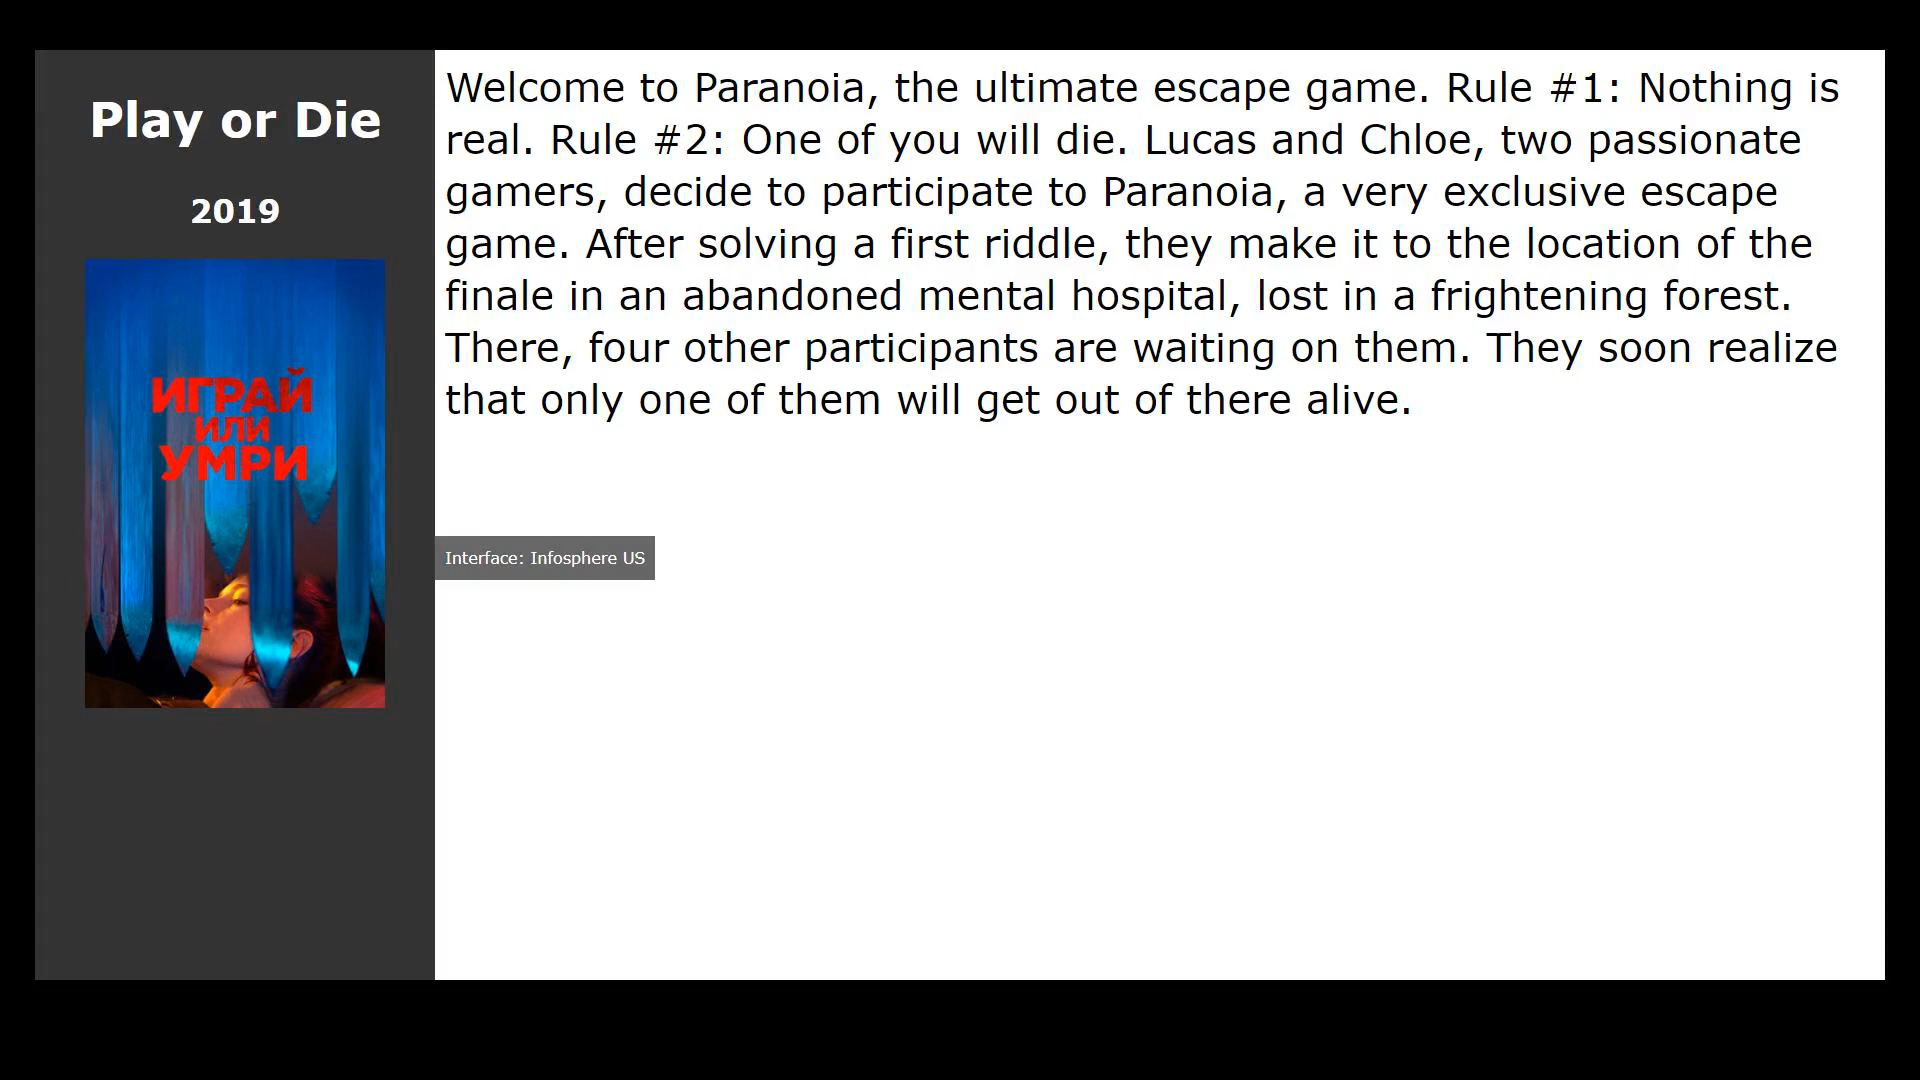 Play or Die
2019
ИГРАЙ
ИЛИ
УМРИ
Welcome to Paranoia, the ultimate escape game. Rule #1: Nothing is
real. Rule #2: One of you will die. Lucas and Chloe, two passionate
gamers, decide to participate to Paranoia, a very exclusive escape
game. After solving a first riddle, they make it to the location of the
finale in an abandoned mental hospital, lost in a frightening forest.
There, four other participants are waiting on them. They soon realize
that only one of them will get out of there alive.
Interface: Infosphere US